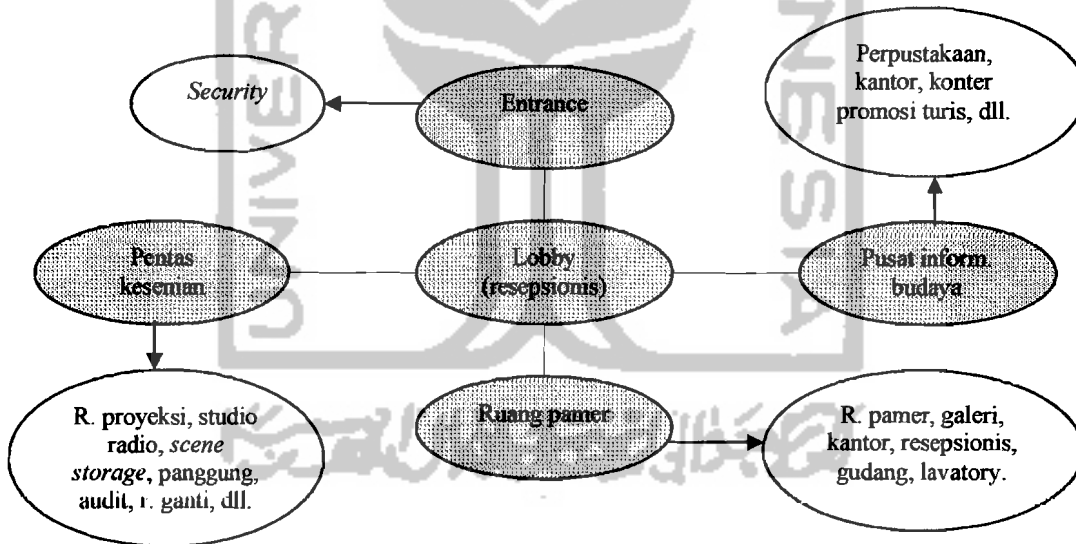 Perpustakaan,
kantor, konter
promosi turis, dll.
Security
Entrance
Pentas
kesenian
Lobby
(resepsionis)
Pusat inform.
budaya
R. proyeksi, studio
radio, scene
storage, panggung,
audit, r. ganti, dll.
Ruang pamer
R. pamer, galeri,
kantor, resepsionis,
gudang, lavatory.